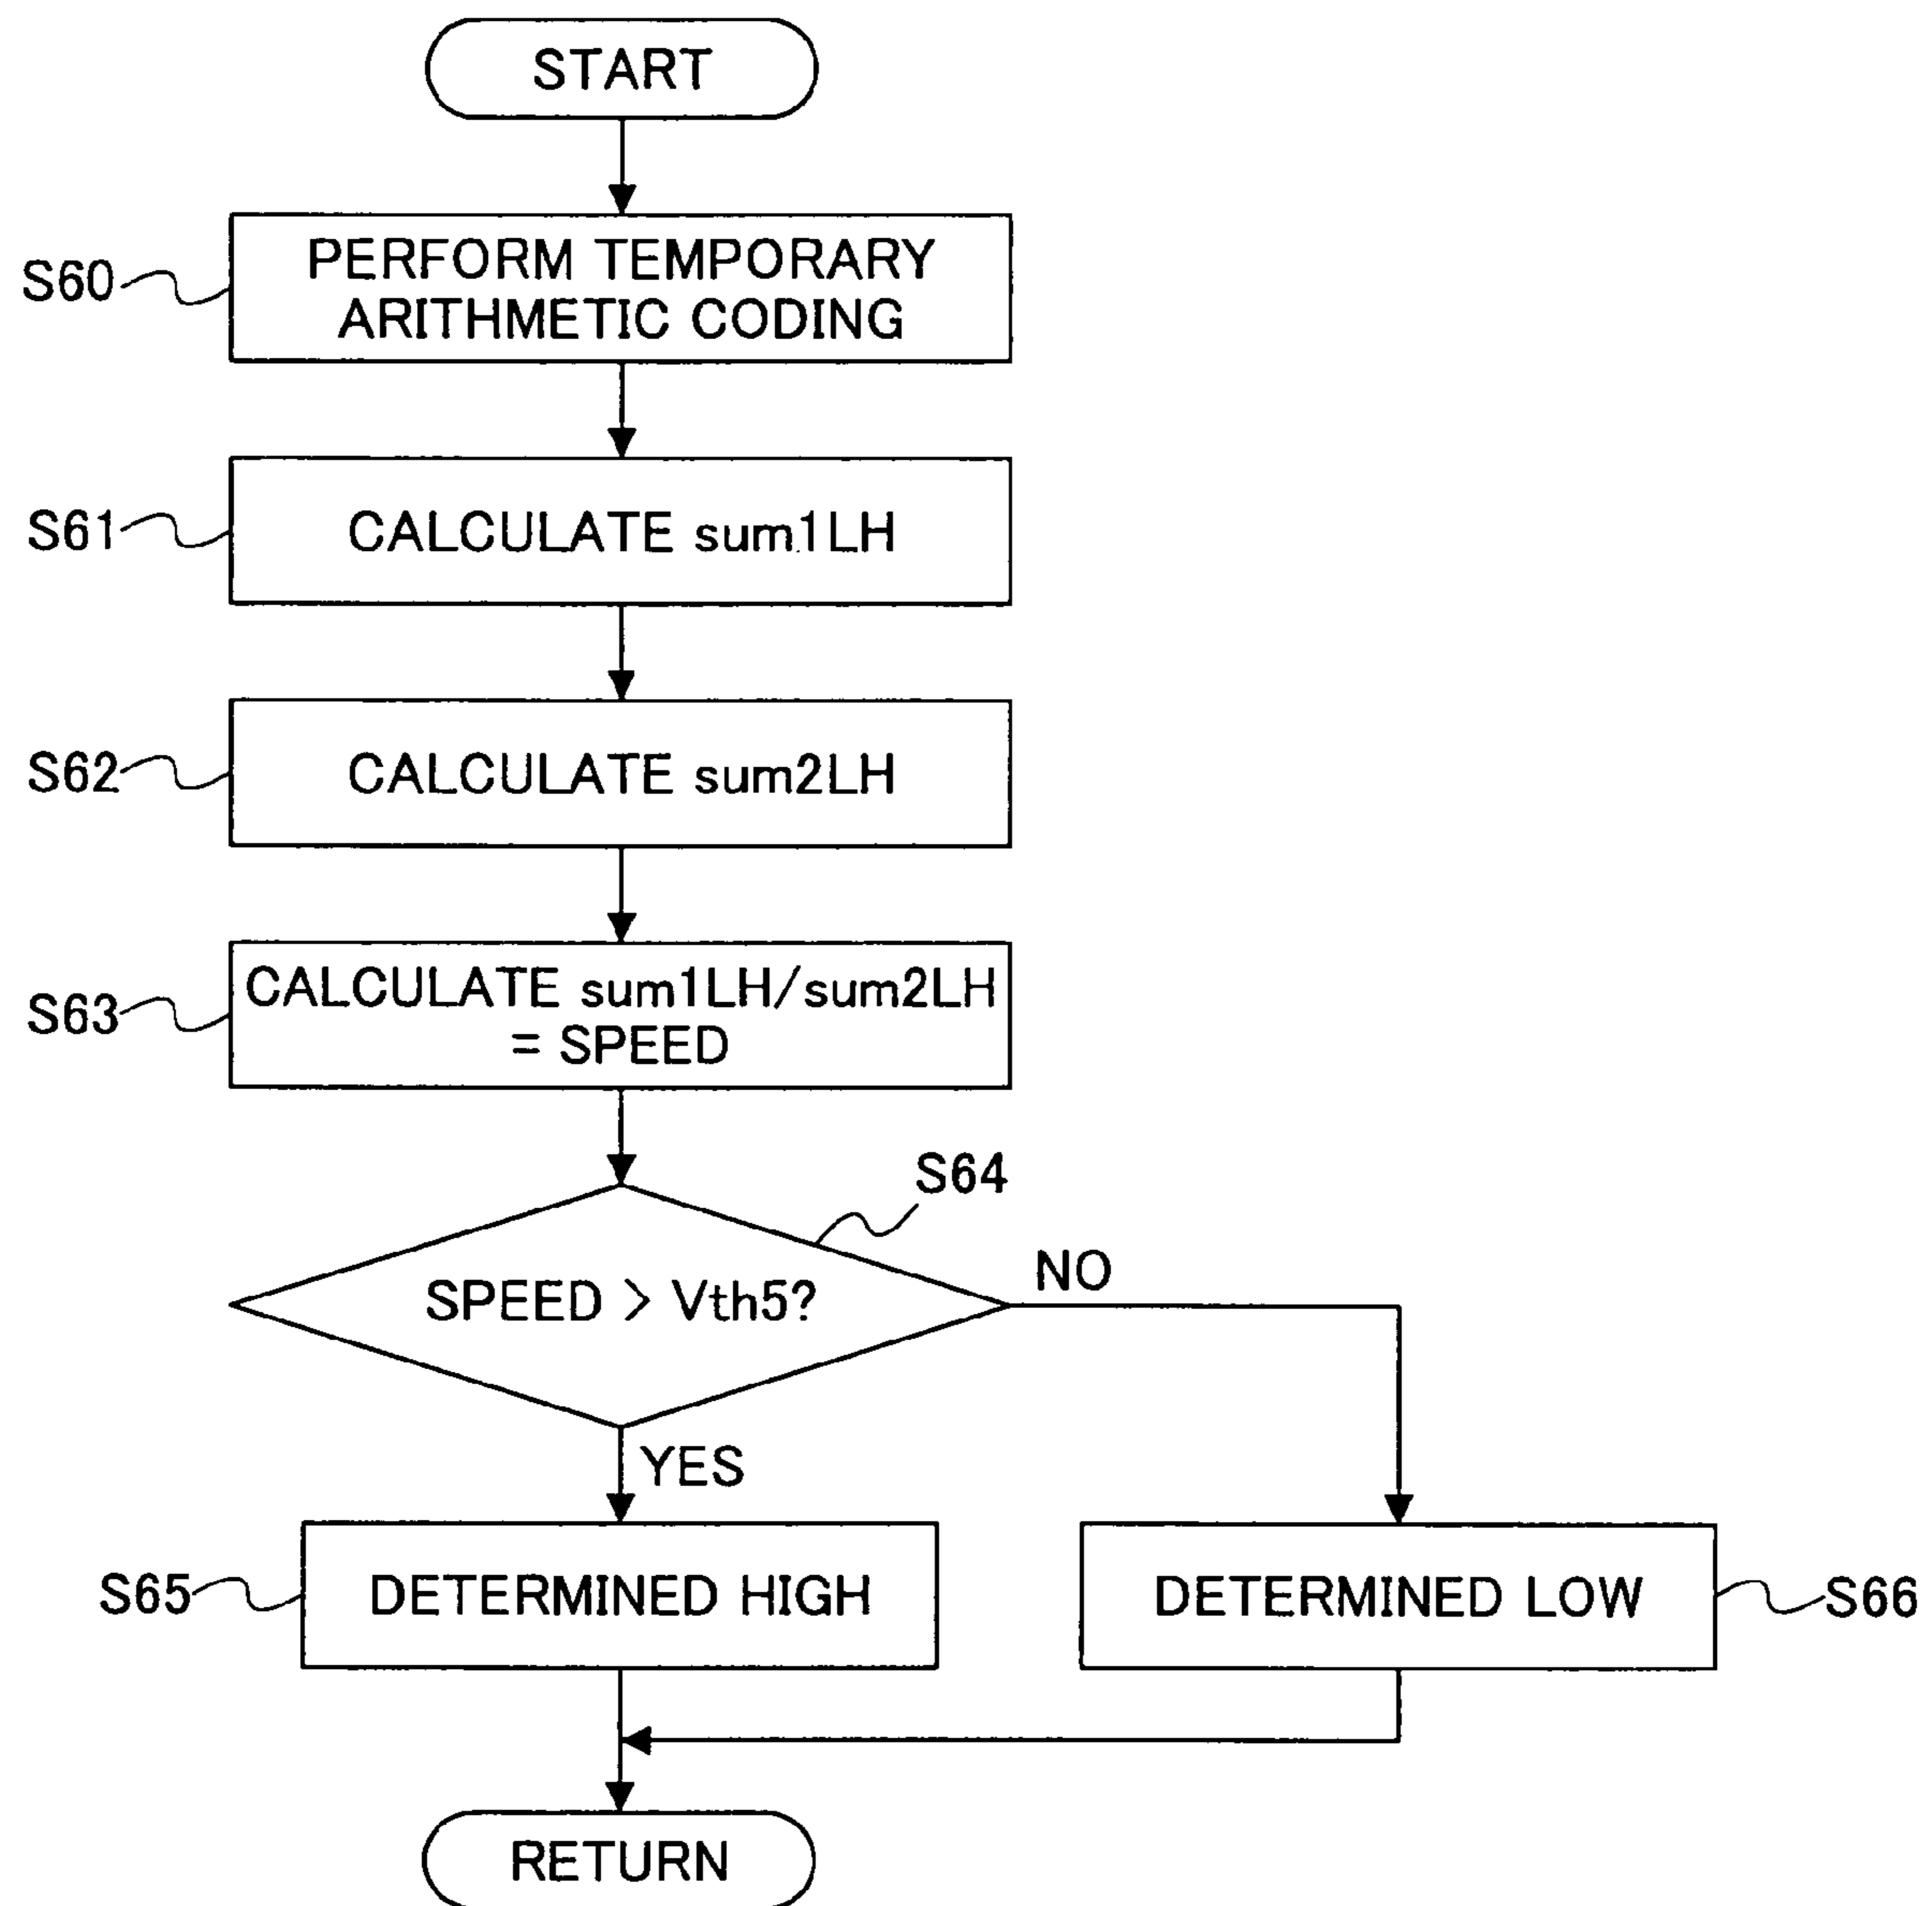 START
S60
PERFORM TEMPORARY
ARITHMETIC CODING
S61
CALCULATE sum1LH
S62
CALCULATE sum2LH
S63
CALCULATE sum1LH/sum2LH
= SPEED
S64
SPEED > Vth5?
NO
YES
S65
DETERMINED HIGH
DETERMINED LOW
S66
RETURN